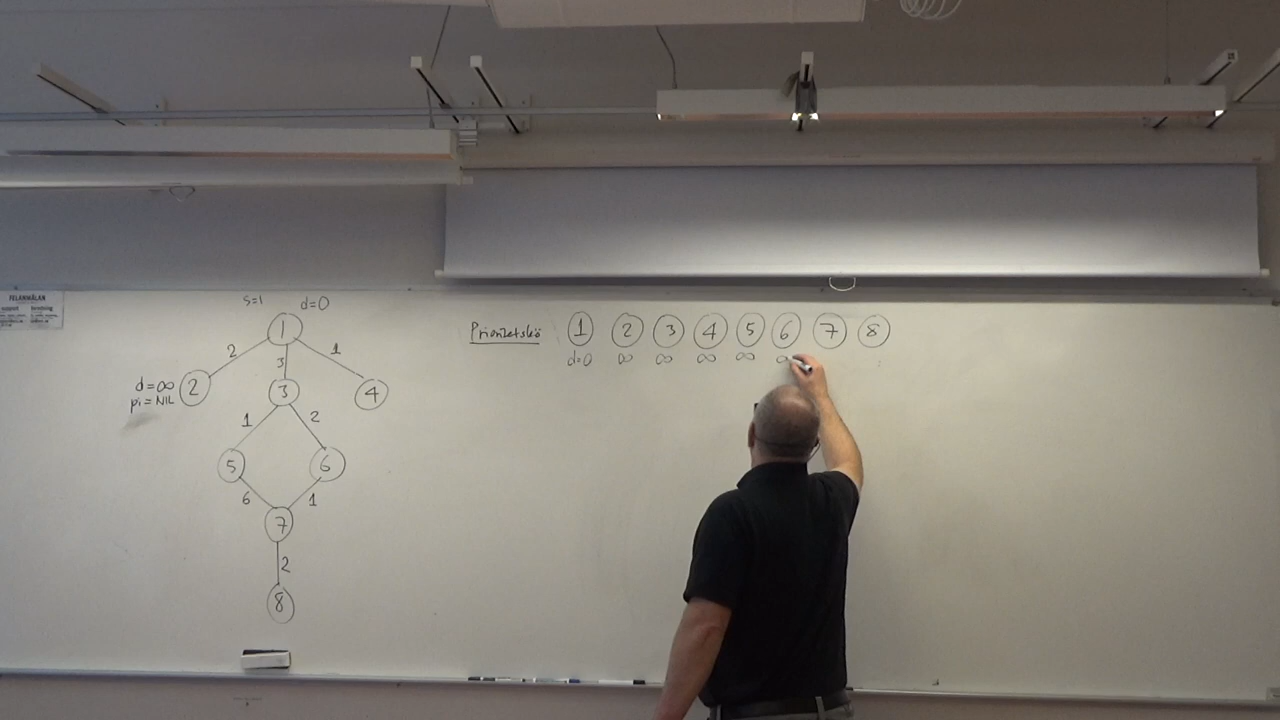 FELANMÄLAN
s=1
d=0
1
2
3
1
d=∞
pi=NIL
2
3
4
1
2
5
6
6
1
7
2
8
Prioritetskö
1 2 3 4 5 6 7 8
d=0 ∞ ∞ ∞ ∞